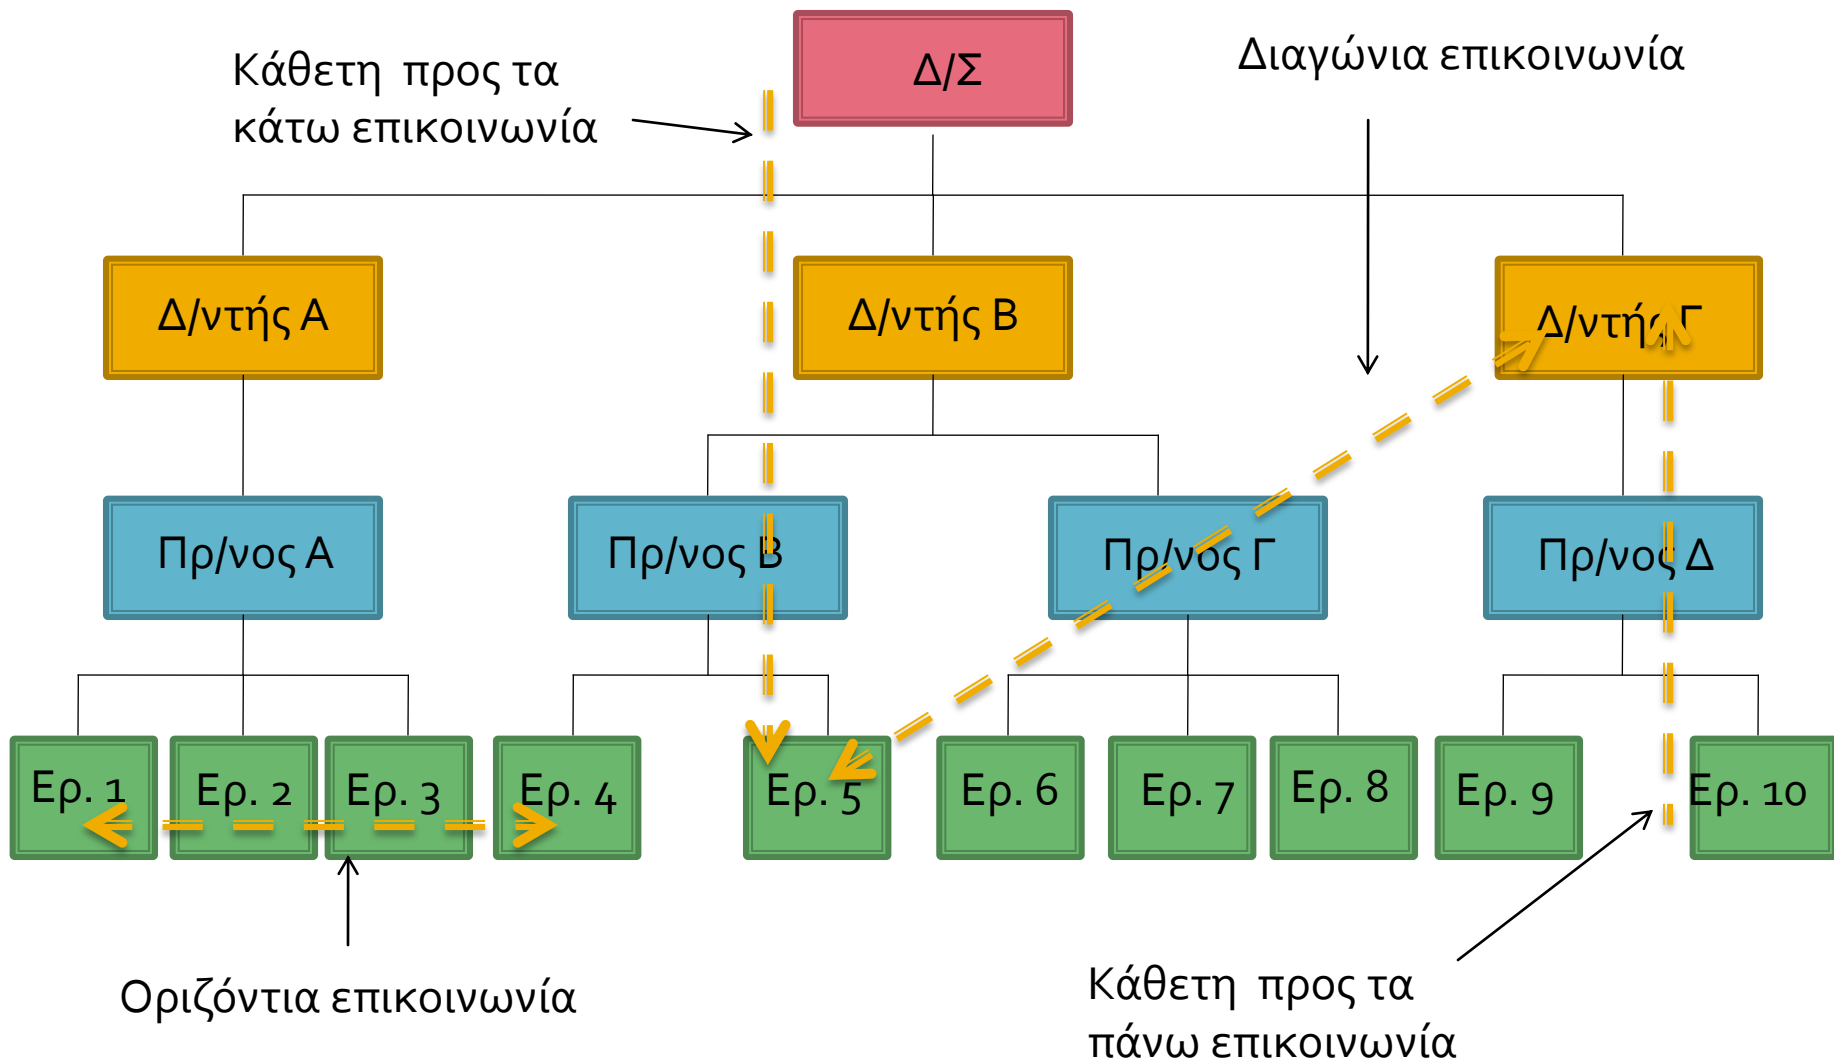 Κάθετη προς τα
κάτω επικοινωνία
Δ/Σ
Διαγώνια επικοινωνία
Δ/ντής Α
Δ/ντής Β
Δ/ντής Γ
Πρ/νος Α
Πρ/νος Β
Πρ/νος Γ
Πρ/νος Δ
Ερ. 1
Ερ. 2
Ερ. 3
Ερ. 4
Ερ. 5
Ερ. 6
Ερ. 7
Ερ. 8
Ερ. 9
Ερ. 10
Οριζόντια επικοινωνία
Κάθετη προς τα
πάνω επικοινωνία